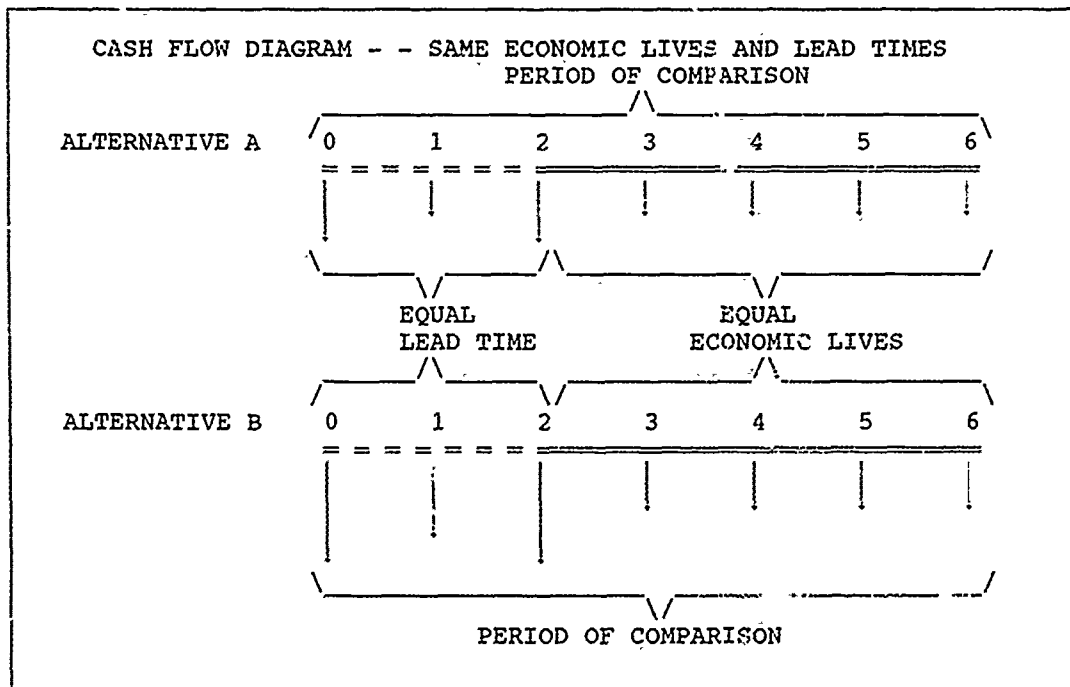 CASH FLOW DIAGRAM - - SAME ECONOMIC LIVES AND LEAD TIMES
PERIOD OF COMPARISON
ALTERNATIVE A 0 1 2 3 4 5 6
EQUAL EQUAL
LEAD TIME ECONOMIC LIVES
ALTERNATIVE B 0 1 2 3 4 5 6
PERIOD OF COMPARISON